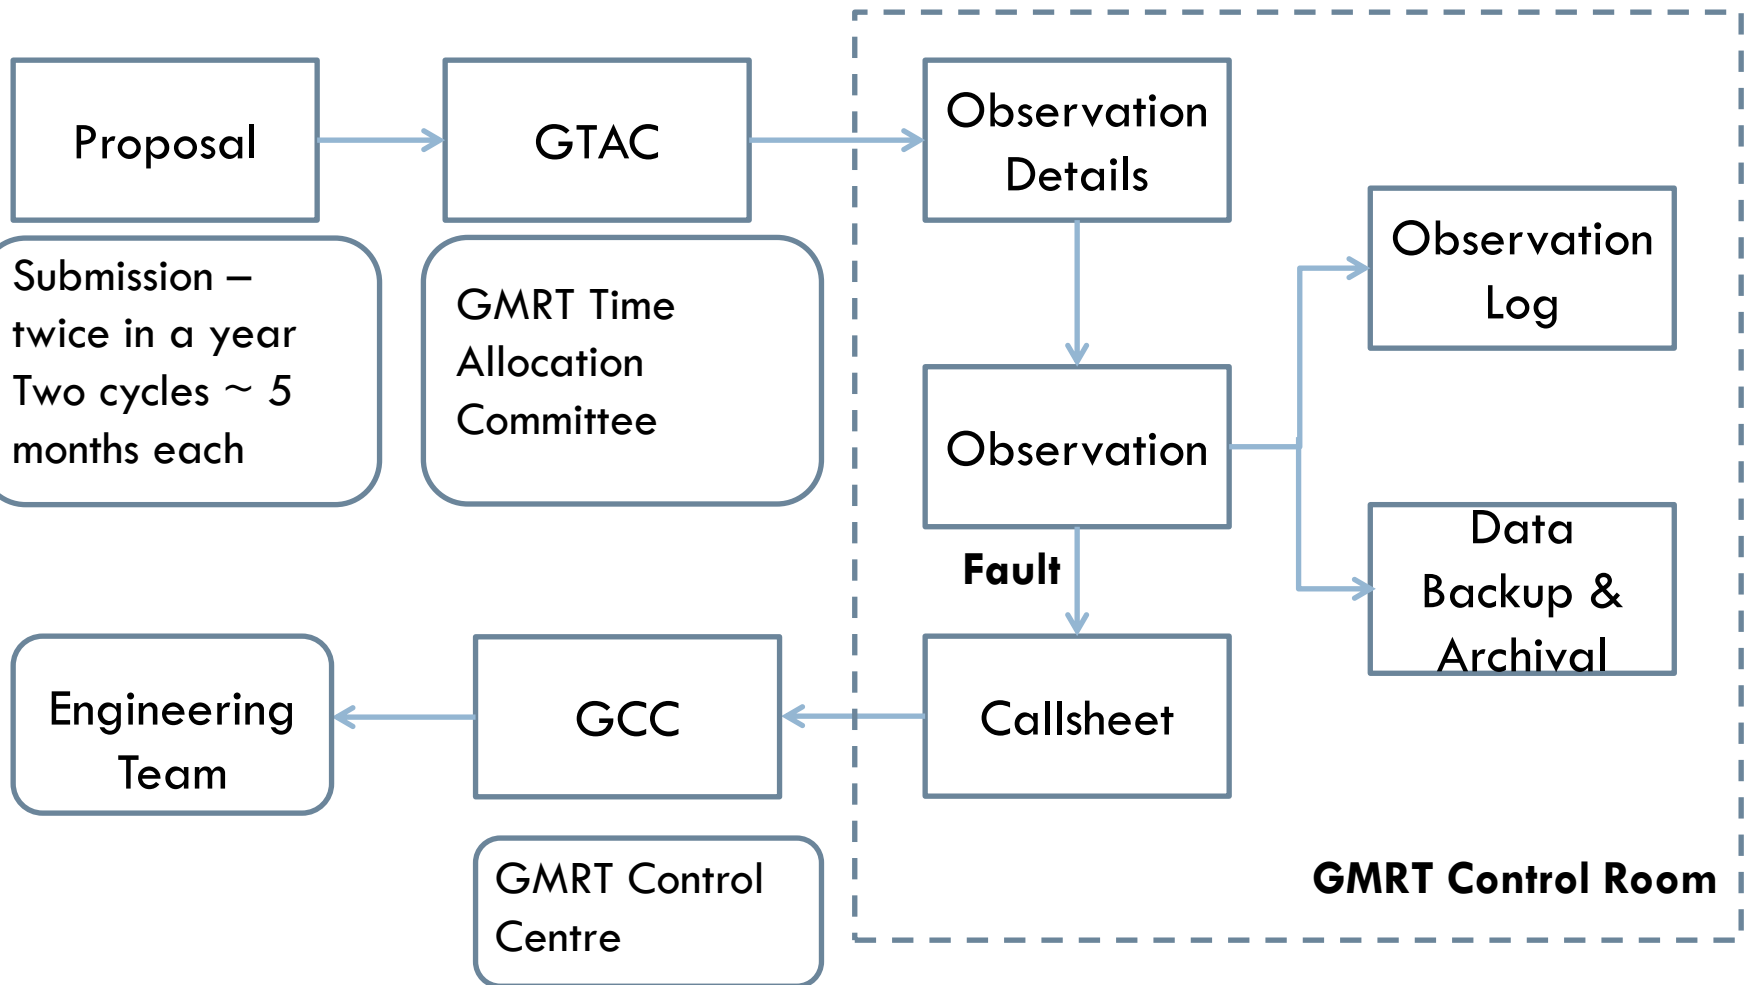 Proposal
GTAC
Observation
Details
Submission –
twice in a year
Two cycles ~ 5
months each
GMRT Time
Allocation
Committee
Observation
Log
Observation
Data
Backup &
Archival
Fault
Engineering
Team
GCC
Callsheet
GMRT Control
Centre
GMRT Control Room